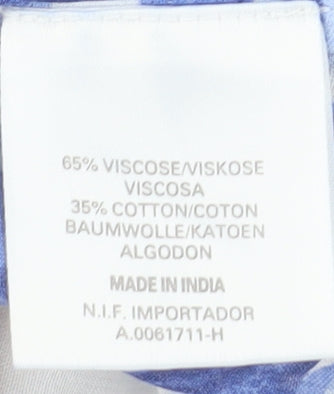 65% VISCOSE/VISKOSE
VISCOSA
35% COTTON/COTON
BAUMWOLLE/KATOEN
ALGODON
MADE IN INDIA
N.I.F. IMPORTADOR
A.0061711-H